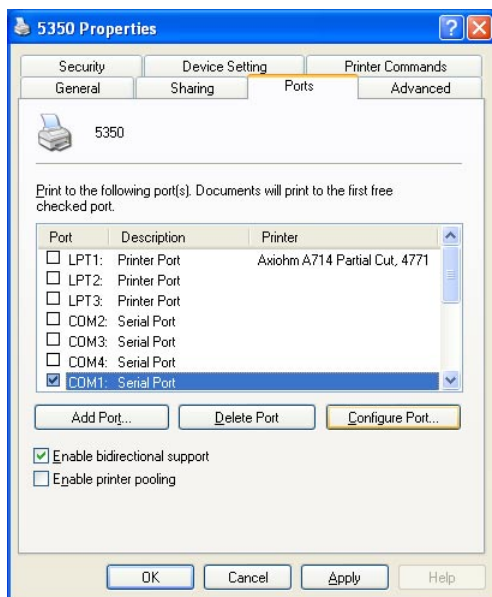 5350 Properties
Security Device Setting Printer Commands
General Sharing Ports Advanced
5350
Print to the following port(s). Documents will print to the first free
checked port.
Port Description Printer
LPT1: Printer Port Axiohm A714 Partial Cut, 4771
LPT2: Printer Port
LPT3: Printer Port
COM2: Serial Port
COM3: Serial Port
COM4: Serial Port
COM1: Serial Port
Add Port... Delete Port Configure Port...
Enable bidirectional support
Enable printer pooling
OK Cancel Apply Help